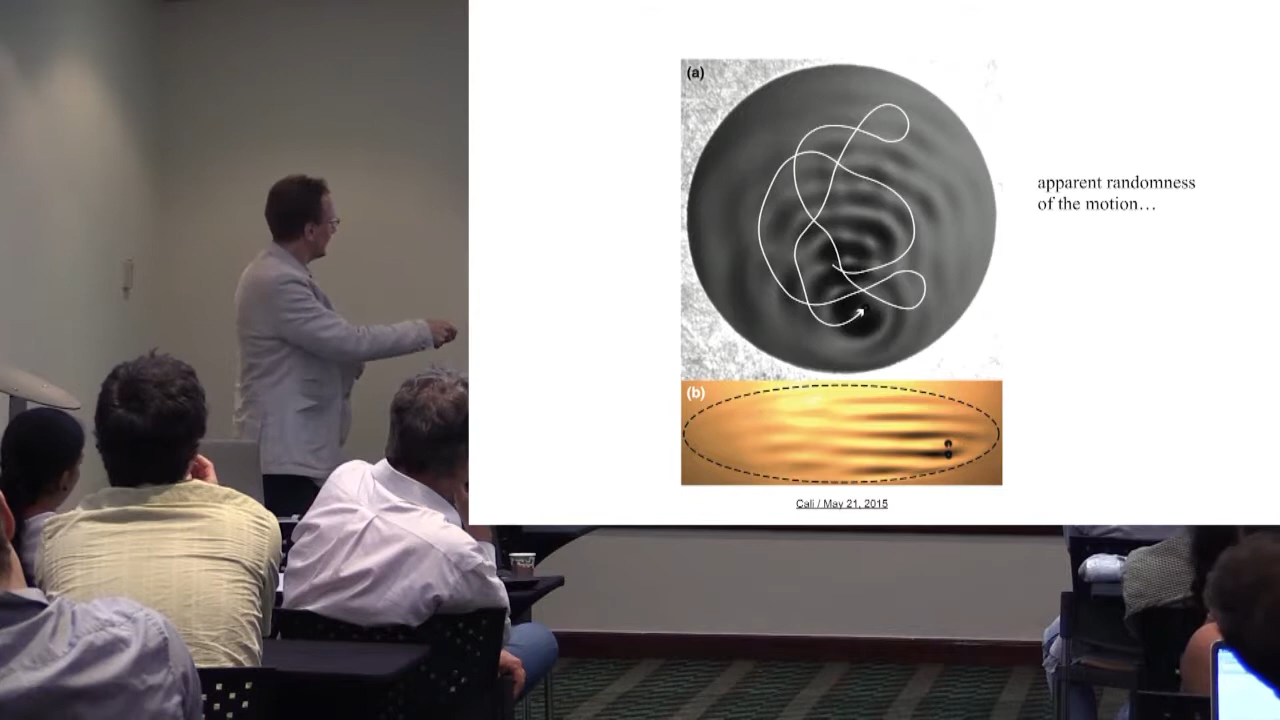 (a)
apparent randomness
of the motion…
(b)
Cali / May 21, 2015